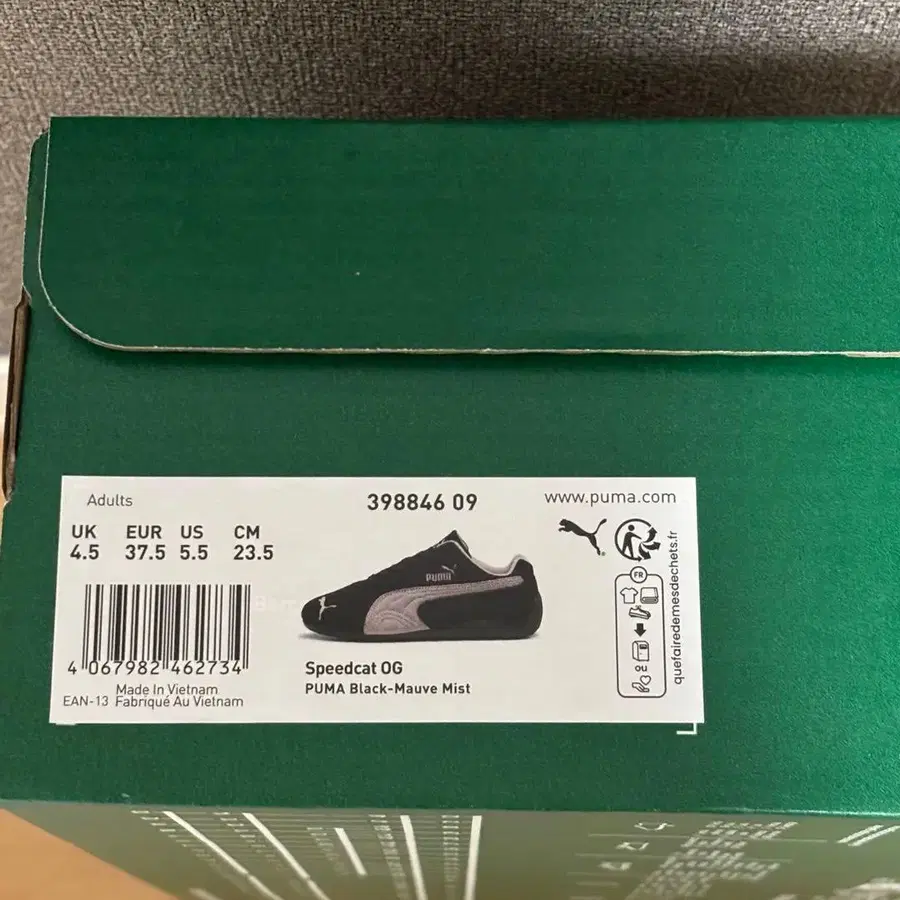 Adults
398846 09
www.puma.com
UK EUR US CM
4.5 37.5 5.5 23.5
PUMA
FR
OU
quefairedemesdechets.fr
4 067982 462734
EAN-13 Made In Vietnam
Fabriqué Au Vietnam
Speedcat OG
PUMA Black-Mauve Mist